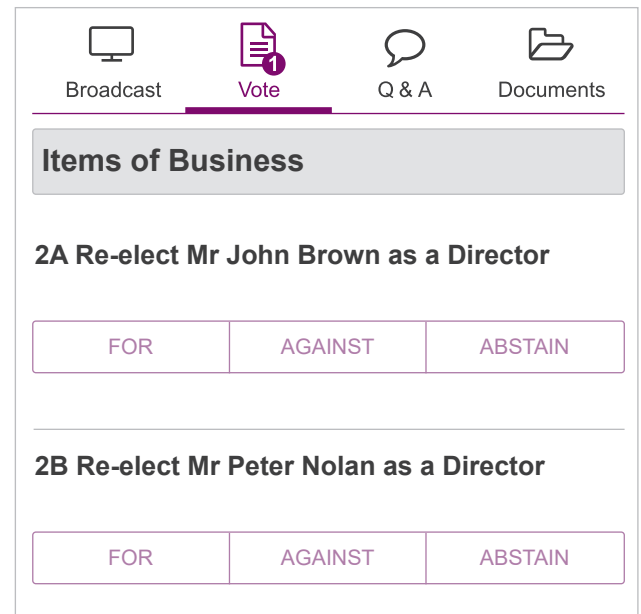 1
Broadcast Vote Q & A Documents
Items of Business
2A Re-elect Mr John Brown as a Director
FOR AGAINST ABSTAIN
2B Re-elect Mr Peter Nolan as a Director
FOR AGAINST ABSTAIN